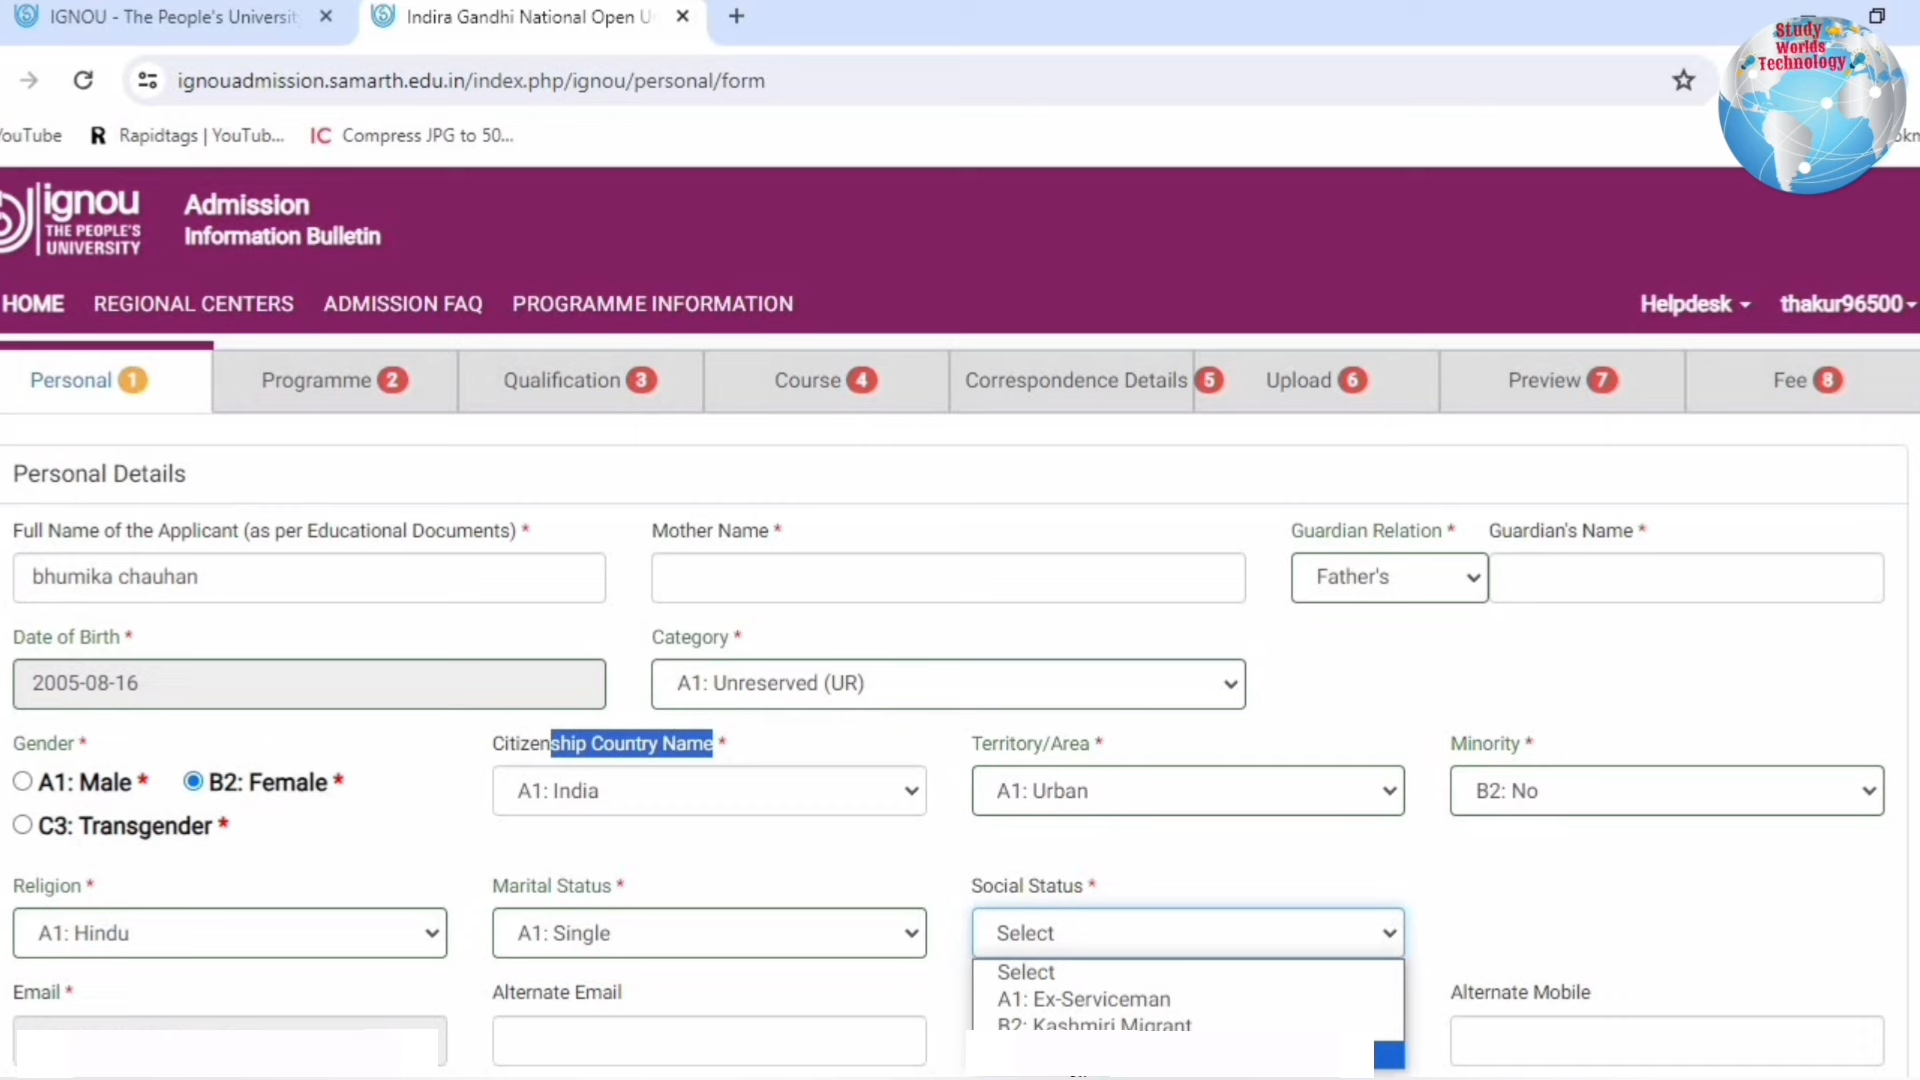 IGNOU - The People's Universit
Indira Gandhi National Open U
ignouadmission.samarth.edu.in/index.php/ignou/personal/form
Study
Worlds
Technology
YouTube
R Rapidtags | YouTub...
IC Compress JPG to 50...
ignou
THE PEOPLE'S
UNIVERSITY
Admission
Information Bulletin
HOME REGIONAL CENTERS ADMISSION FAQ PROGRAMME INFORMATION Helpdesk thakur96500
Personal 1 Programme 2 Qualification 3 Course 4 Correspondence Details 5 Upload 6 Preview 7 Fee 8
Personal Details
Full Name of the Applicant (as per Educational Documents) * Mother Name * Guardian Relation * Guardian's Name *
bhumika chauhan Father's
Date of Birth * Category *
2005-08-16 A1: Unreserved (UR)
Gender * Citizenship Country Name * Territory/Area * Minority *
A1: Male * B2: Female * A1: India A1: Urban B2: No
C3: Transgender *
Religion * Marital Status * Social Status *
A1: Hindu A1: Single Select
Select
Email * Alternate Email A1: Ex-Serviceman Alternate Mobile
B2: Kashmiri Migrant